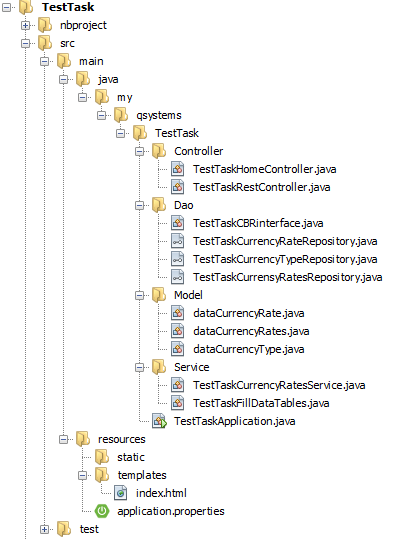 TestTask
nbproject
src
main
java
my
qsystems
TestTask
Controller
TestTaskHomeController.java
TestTaskRestController.java
Dao
TestTaskCBRinterface.java
TestTaskCurrencyRateRepository.java
TestTaskCurrencyTypeRepository.java
TestTaskCurrensyRatesRepository.java
Model
dataCurrencyRate.java
dataCurrencyRates.java
dataCurrencyType.java
Service
TestTaskCurrencyRatesService.java
TestTaskFillDataTables.java
TestTaskApplication.java
resources
static
templates
index.html
application.properties
test